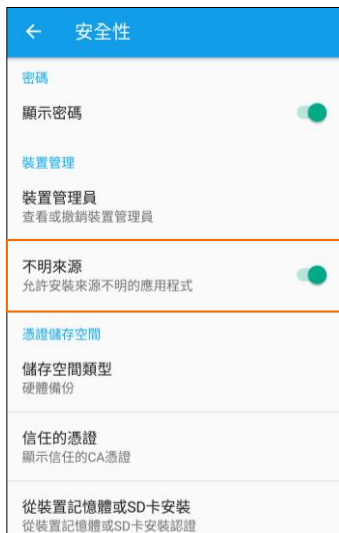 安全性
密碼
顯示密碼
裝置管理
裝置管理員
查看或撤銷裝置管理員
不明來源
允許安裝來源不明的應用程式
憑證儲存空間
儲存空間類型
硬體備份
信任的憑證
顯示信任的CA憑證
從裝置記憶體或SD卡安裝
從裝置記憶體或SD卡安裝認證